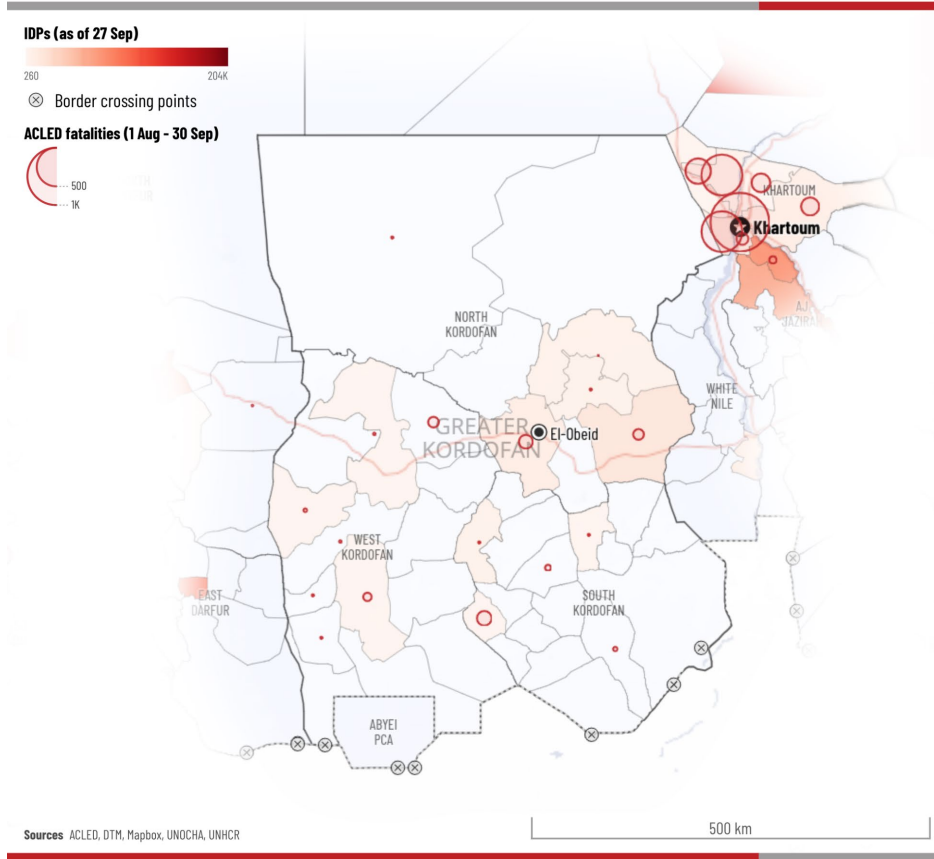 IDPs (as of 27 Sep)
260
204K
Border crossing points
ACLED fatalities (1 Aug - 30 Sep)
500
1K
KHARTOUM
Khartoum
AJ
JAZIRA
NORTH
KORDOFAN
WHITE
NILE
GREATER
KORDOFAN
El-Obeid
WEST
KORDOFAN
EAST
DARFUR
SOUTH
KORDOFAN
ABYEI
PCA
Sources ACLED, DTM, Mapbox, UNOCHA, UNHCR
500 km